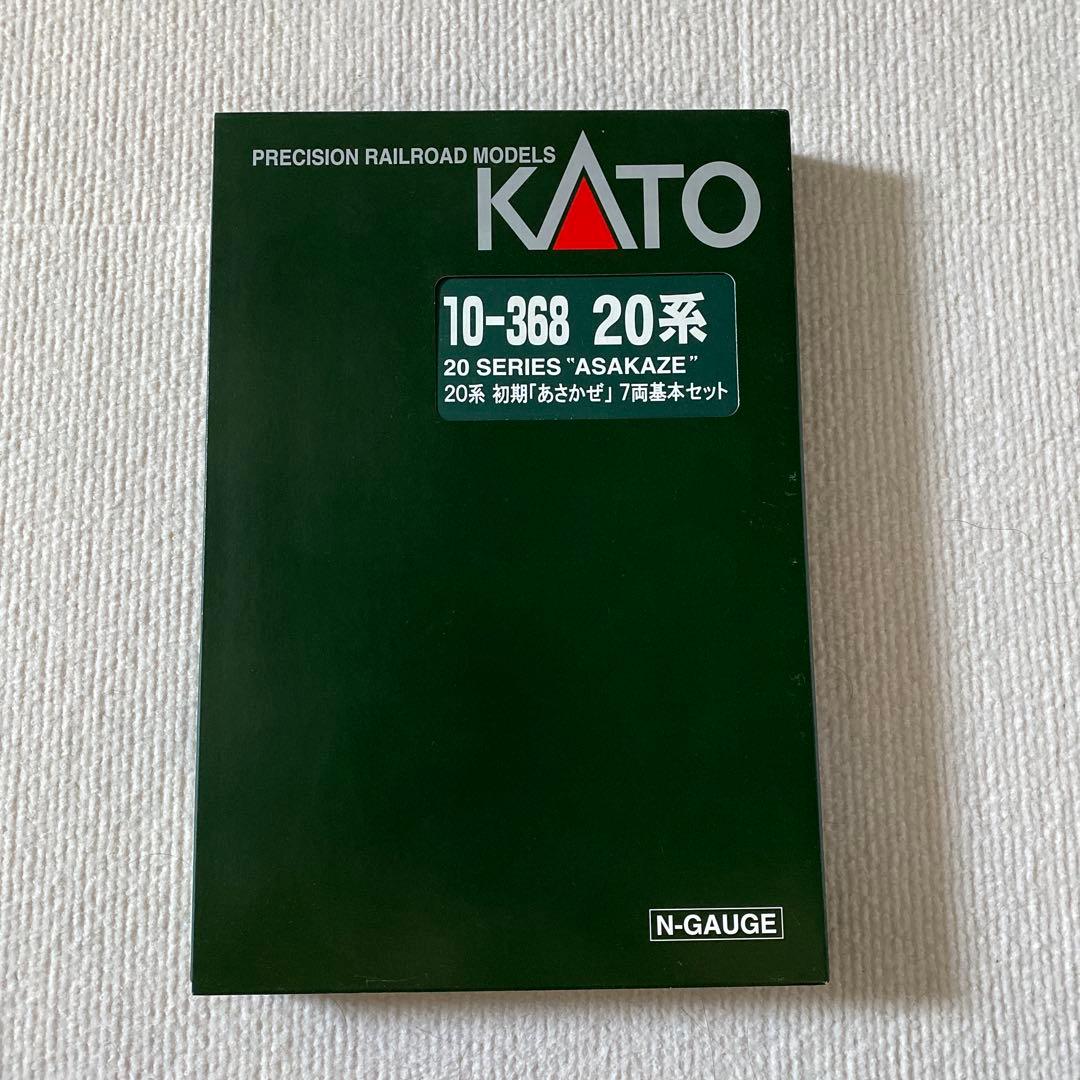 PRECISION RAILROAD MODELS
KATO
10-368 20系
20 SERIES "ASAKAZE"
20系 初期「あさかぜ」 7両基本セット
N-GAUGE